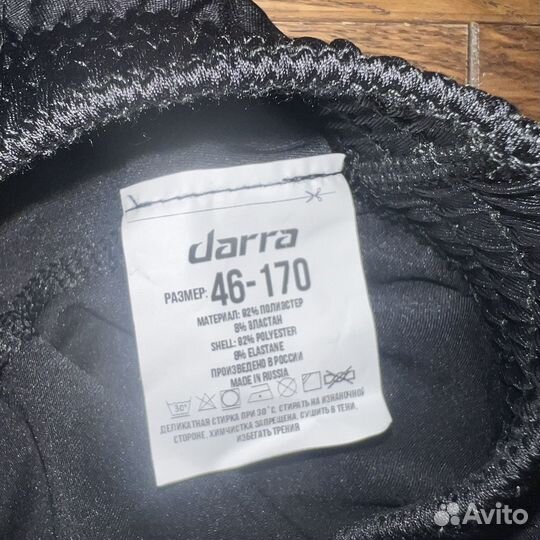 darra
РАЗМЕР: 46-170
МАТЕРИАЛ: 92% ПОЛИЭСТЕР
8% ЭЛАСТАН
SHELL: 92% POLYESTER
8% ELASTANE
ПРОИЗВЕДЕНО В РОССИИ
MADE IN RUSSIA
30°
ДЕЛИКАТНАЯ СТИРКА ПРИ 30°С, СТИРАТЬ НА ИЗНАНОЧНОЙ
СТОРОНЕ, ХИМЧИСТКА ЗАПРЕЩЕНА, СУШИТЬ В ТЕНИ,
ИЗБЕГАТЬ ТРЕНИЯ
Avito